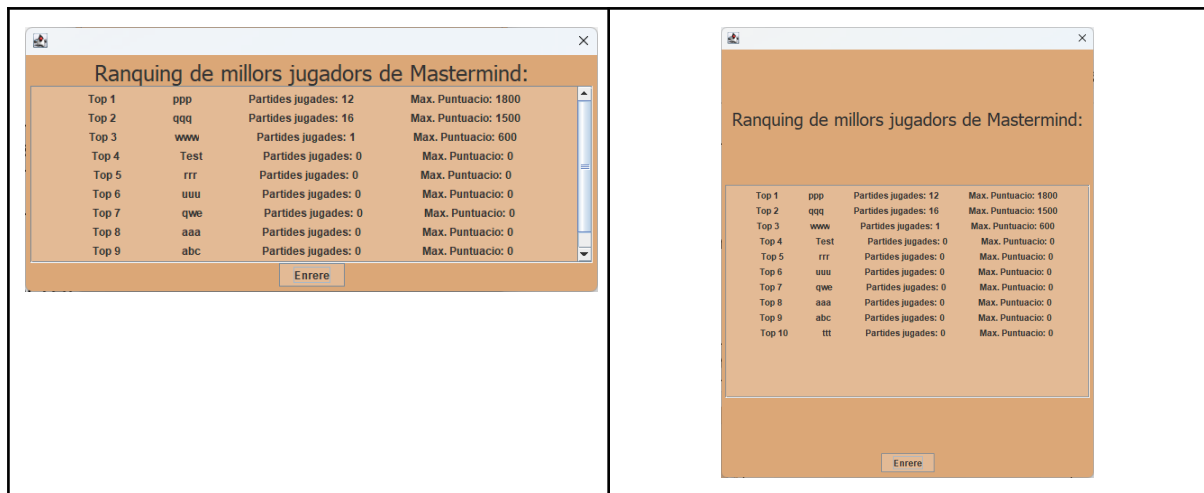 Ranquing de millors jugadors de Mastermind:
Top 1 ppp Partides jugades: 12 Max. Puntuacio: 1800
Top 2 qqq Partides jugades: 16 Max. Puntuacio: 1500
Top 3 www Partides jugades: 1 Max. Puntuacio: 600
Top 4 Test Partides jugades: 0 Max. Puntuacio: 0
Top 5 rrr Partides jugades: 0 Max. Puntuacio: 0
Top 6 uuu Partides jugades: 0 Max. Puntuacio: 0
Top 7 qwe Partides jugades: 0 Max. Puntuacio: 0
Top 8 aaa Partides jugades: 0 Max. Puntuacio: 0
Top 9 abc Partides jugades: 0 Max. Puntuacio: 0
Enrere
Ranquing de millors jugadors de Mastermind:
Top 1 ppp Partides jugades: 12 Max. Puntuacio: 1800
Top 2 qqq Partides jugades: 16 Max. Puntuacio: 1500
Top 3 www Partides jugades: 1 Max. Puntuacio: 600
Top 4 Test Partides jugades: 0 Max. Puntuacio: 0
Top 5 rrr Partides jugades: 0 Max. Puntuacio: 0
Top 6 uuu Partides jugades: 0 Max. Puntuacio: 0
Top 7 qwe Partides jugades: 0 Max. Puntuacio: 0
Top 8 aaa Partides jugades: 0 Max. Puntuacio: 0
Top 9 abc Partides jugades: 0 Max. Puntuacio: 0
Top 10 ttt Partides jugades: 0 Max. Puntuacio: 0
Enrere